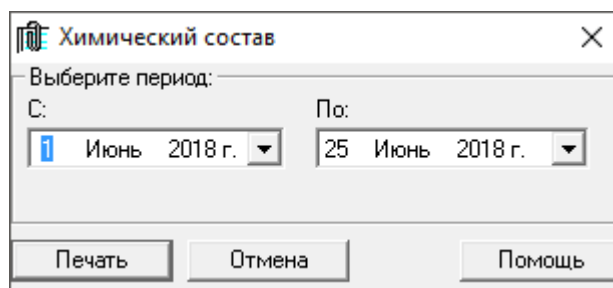 Химический состав
Выберите период:
С: По:
1 Июнь 2018 г. 25 Июнь 2018 г.
Печать Отмена Помощь